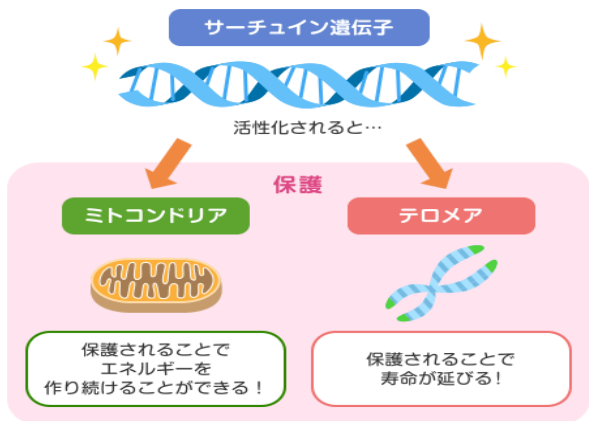 サーチュイン遺伝子
活性化されると…
保護
ミトコンドリア
テロメア
保護されることで
エネルギーを
作り続けることができる！
保護されることで
寿命が延びる！